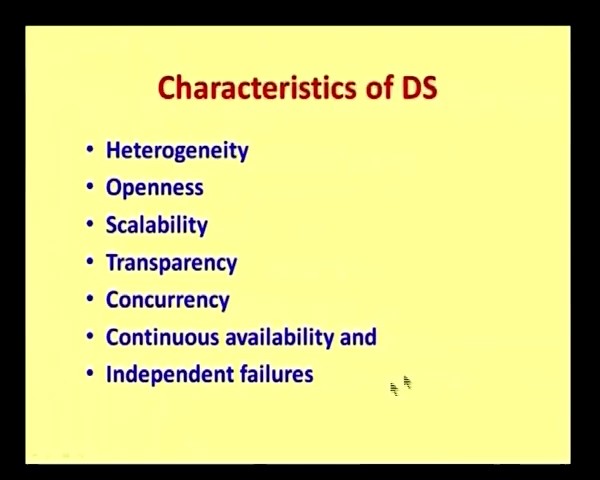 Characteristics of DS
• Heterogeneity
• Openness
• Scalability
• Transparency
• Concurrency
• Continuous availability and
• Independent failures